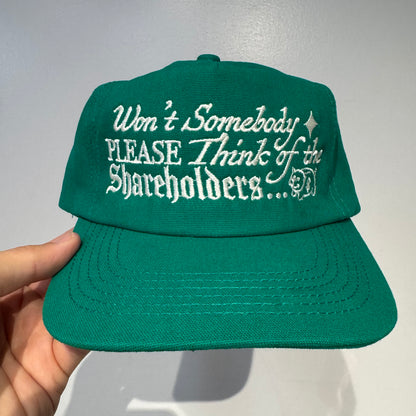 Won't Somebody
PLEASE Think of the
Shareholders...